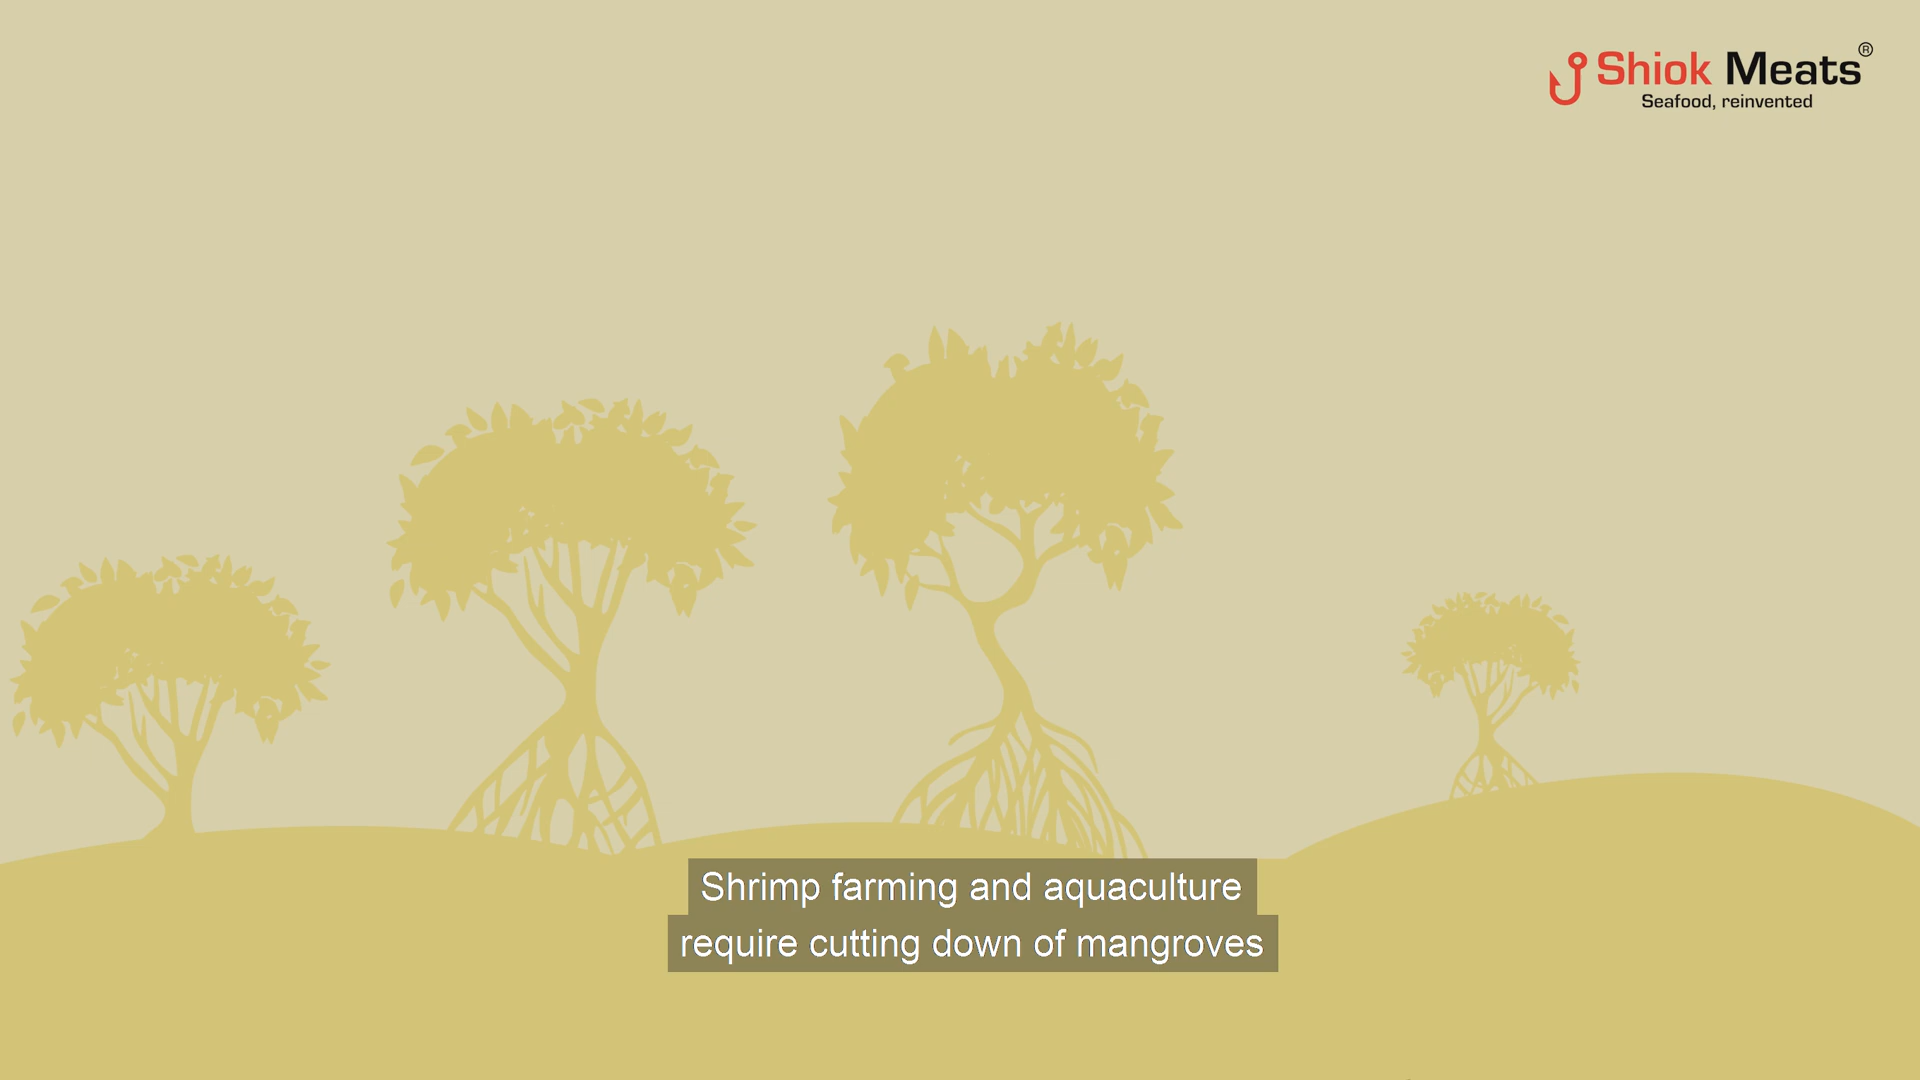 Shiok Meats®
Seafood, reinvented
Shrimp farming and aquaculture
require cutting down of mangroves